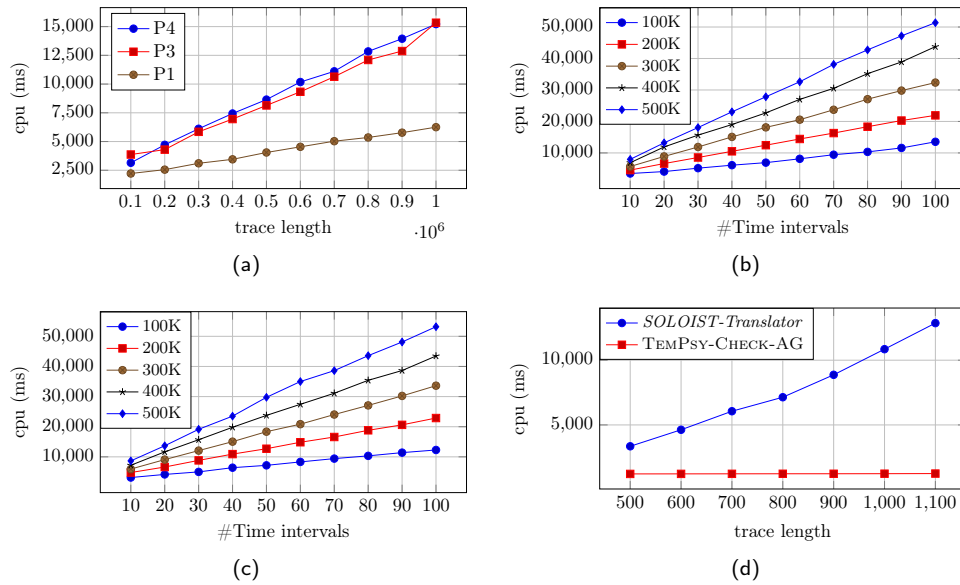 15,000
12,500
10,000
7,500
5,000
2,500
cpu (ms)
P4
P3
P1
0.1 0.2 0.3 0.4 0.5 0.6 0.7 0.8 0.9 1
trace length
·10^6
(a)
50,000
40,000
30,000
20,000
10,000
cpu (ms)
100K
200K
300K
400K
500K
10 20 30 40 50 60 70 80 90 100
#Time intervals
(b)
50,000
40,000
30,000
20,000
10,000
cpu (ms)
100K
200K
300K
400K
500K
10 20 30 40 50 60 70 80 90 100
#Time intervals
(c)
10,000
5,000
cpu (ms)
SOLOIST-Translator
TEMPSY-CHECK-AG
500 600 700 800 900 1,000 1,100
trace length
(d)